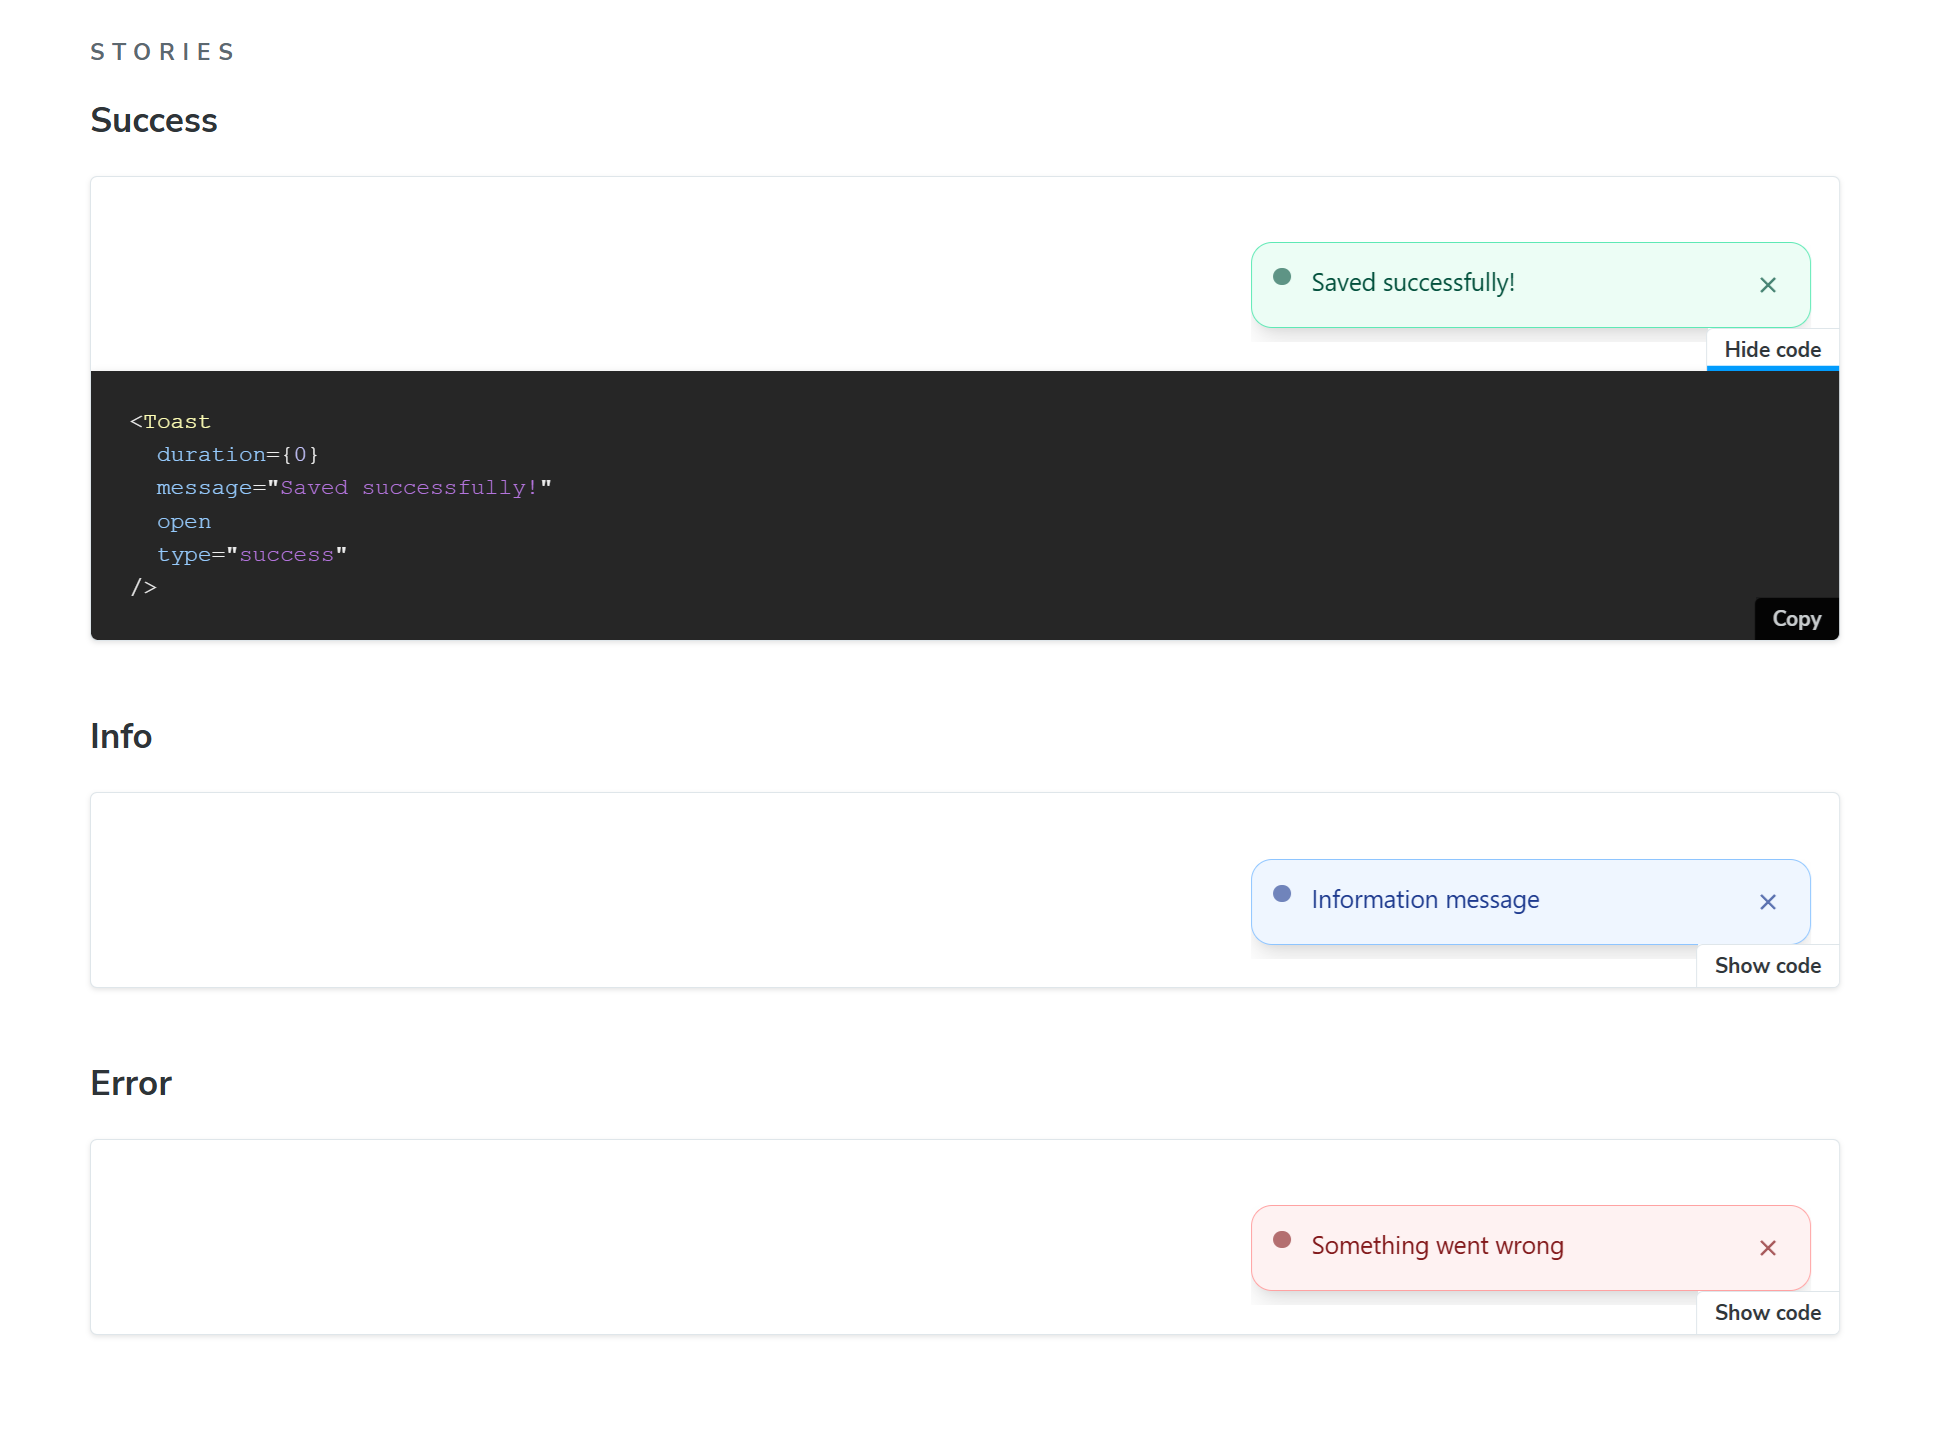 STORIES
Success
Saved successfully!
Hide code
<Toast
  duration={0}
  message="Saved successfully!"
  open
  type="success"
/>
Copy
Info
Information message
Show code
Error
Something went wrong
Show code